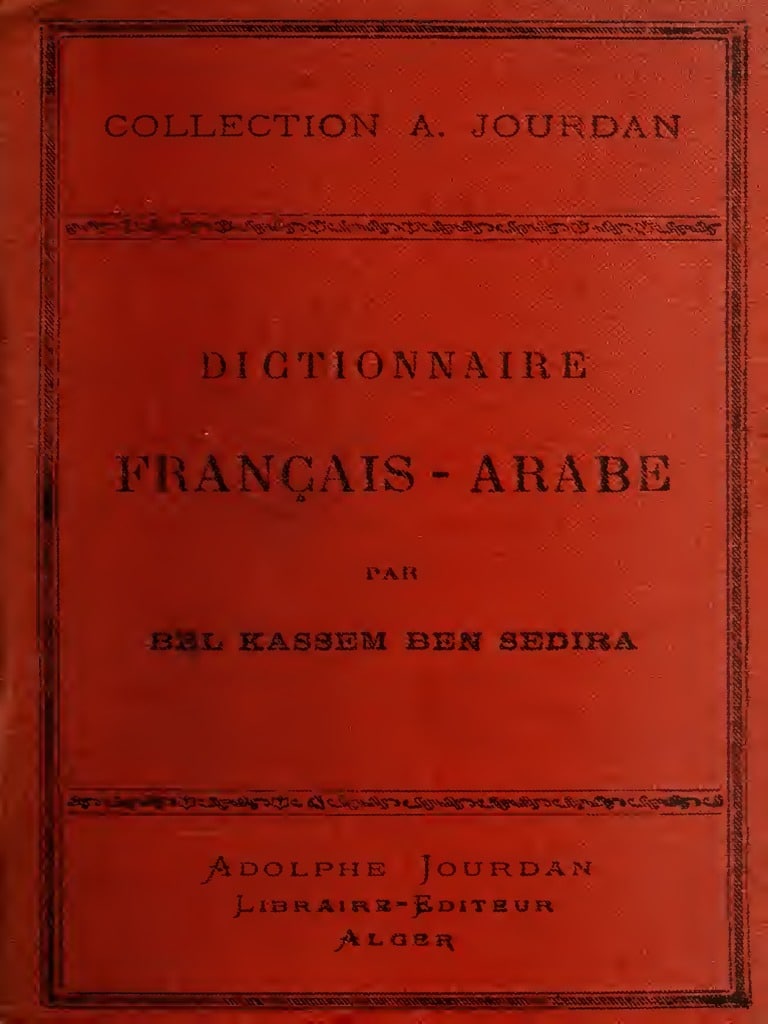 COLLECTION A. JOURDAN
DICTIONNAIRE
FRANÇAIS - ARABE
PAR
BEL KASSEM BEN SEDIRA
ADOLPHE JOURDAN
LIBRAIRE-EDITEUR
ALGER